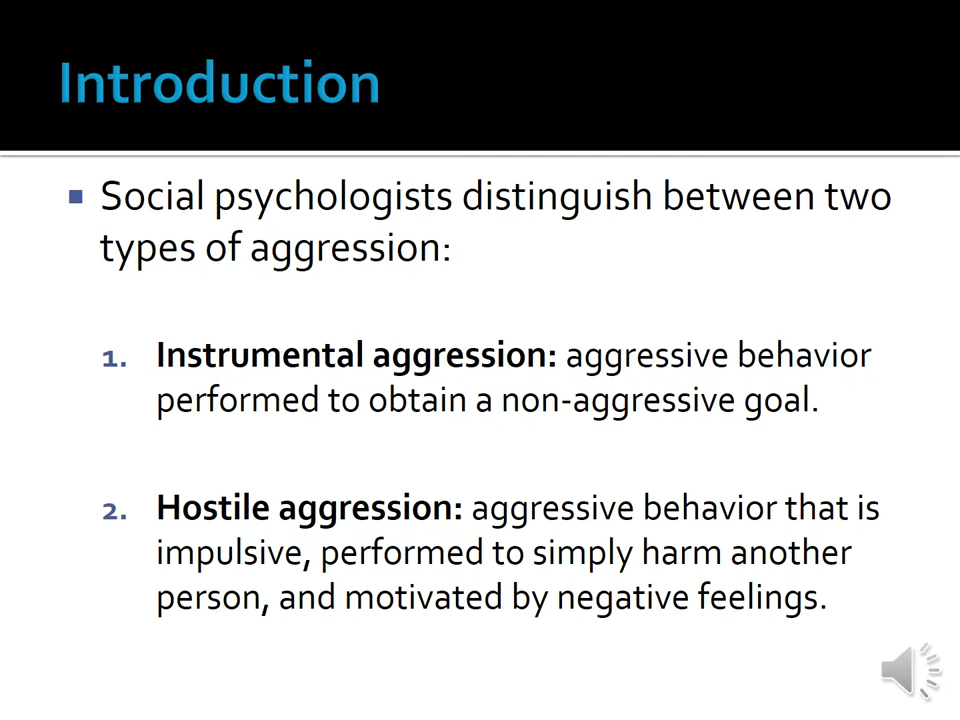 Introduction
▪ Social psychologists distinguish between two
types of aggression:
1. Instrumental aggression: aggressive behavior
performed to obtain a non-aggressive goal.
2. Hostile aggression: aggressive behavior that is
impulsive, performed to simply harm another
person, and motivated by negative feelings.